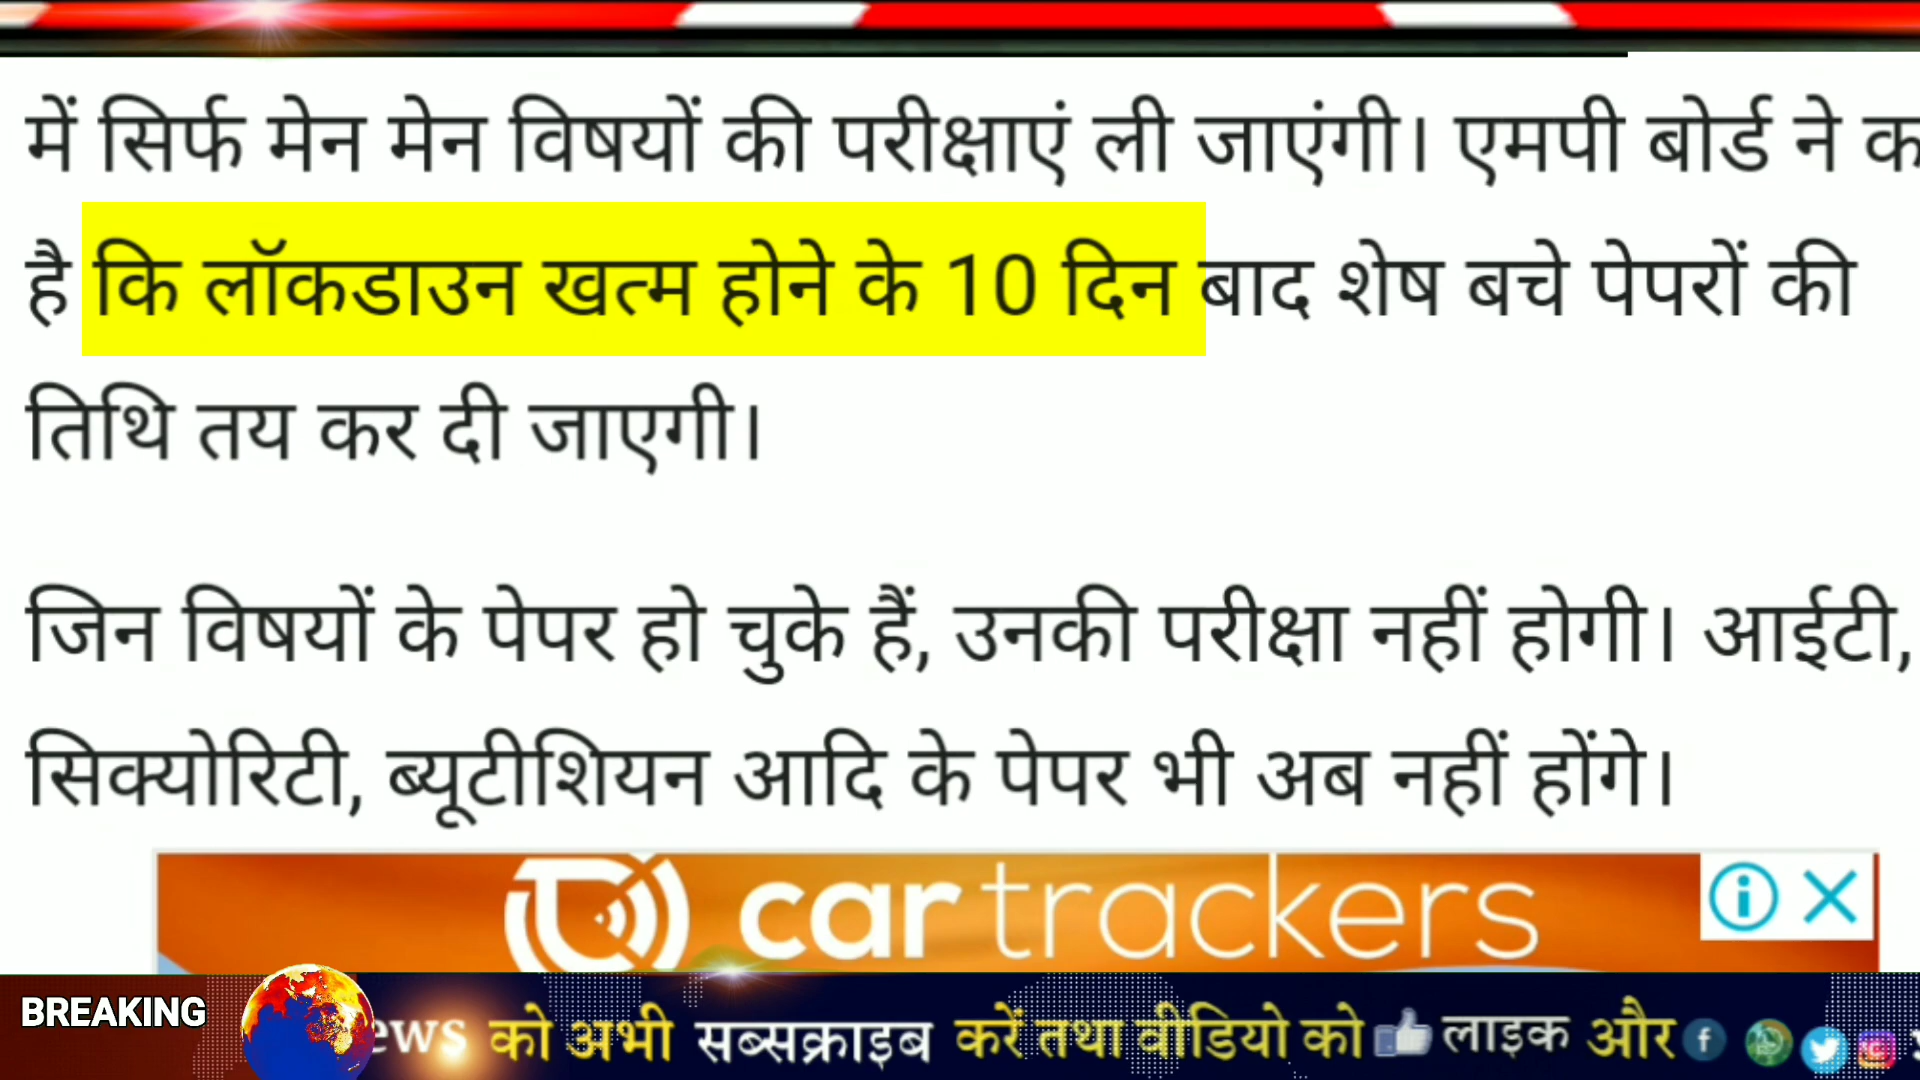 में सिर्फ मेन मेन विषयों की परीक्षाएं ली जाएंगी। एमपी बोर्ड ने क
है कि लॉकडाउन खत्म होने के 10 दिन बाद शेष बचे पेपरों की
तिथि तय कर दी जाएगी।
जिन विषयों के पेपर हो चुके हैं, उनकी परीक्षा नहीं होगी। आईटी,
सिक्योरिटी, ब्यूटीशियन आदि के पेपर भी अब नहीं होंगे।
car trackers
BREAKING
ews को अभी सब्सक्राइब करें तथा वीडियो को लाइक और